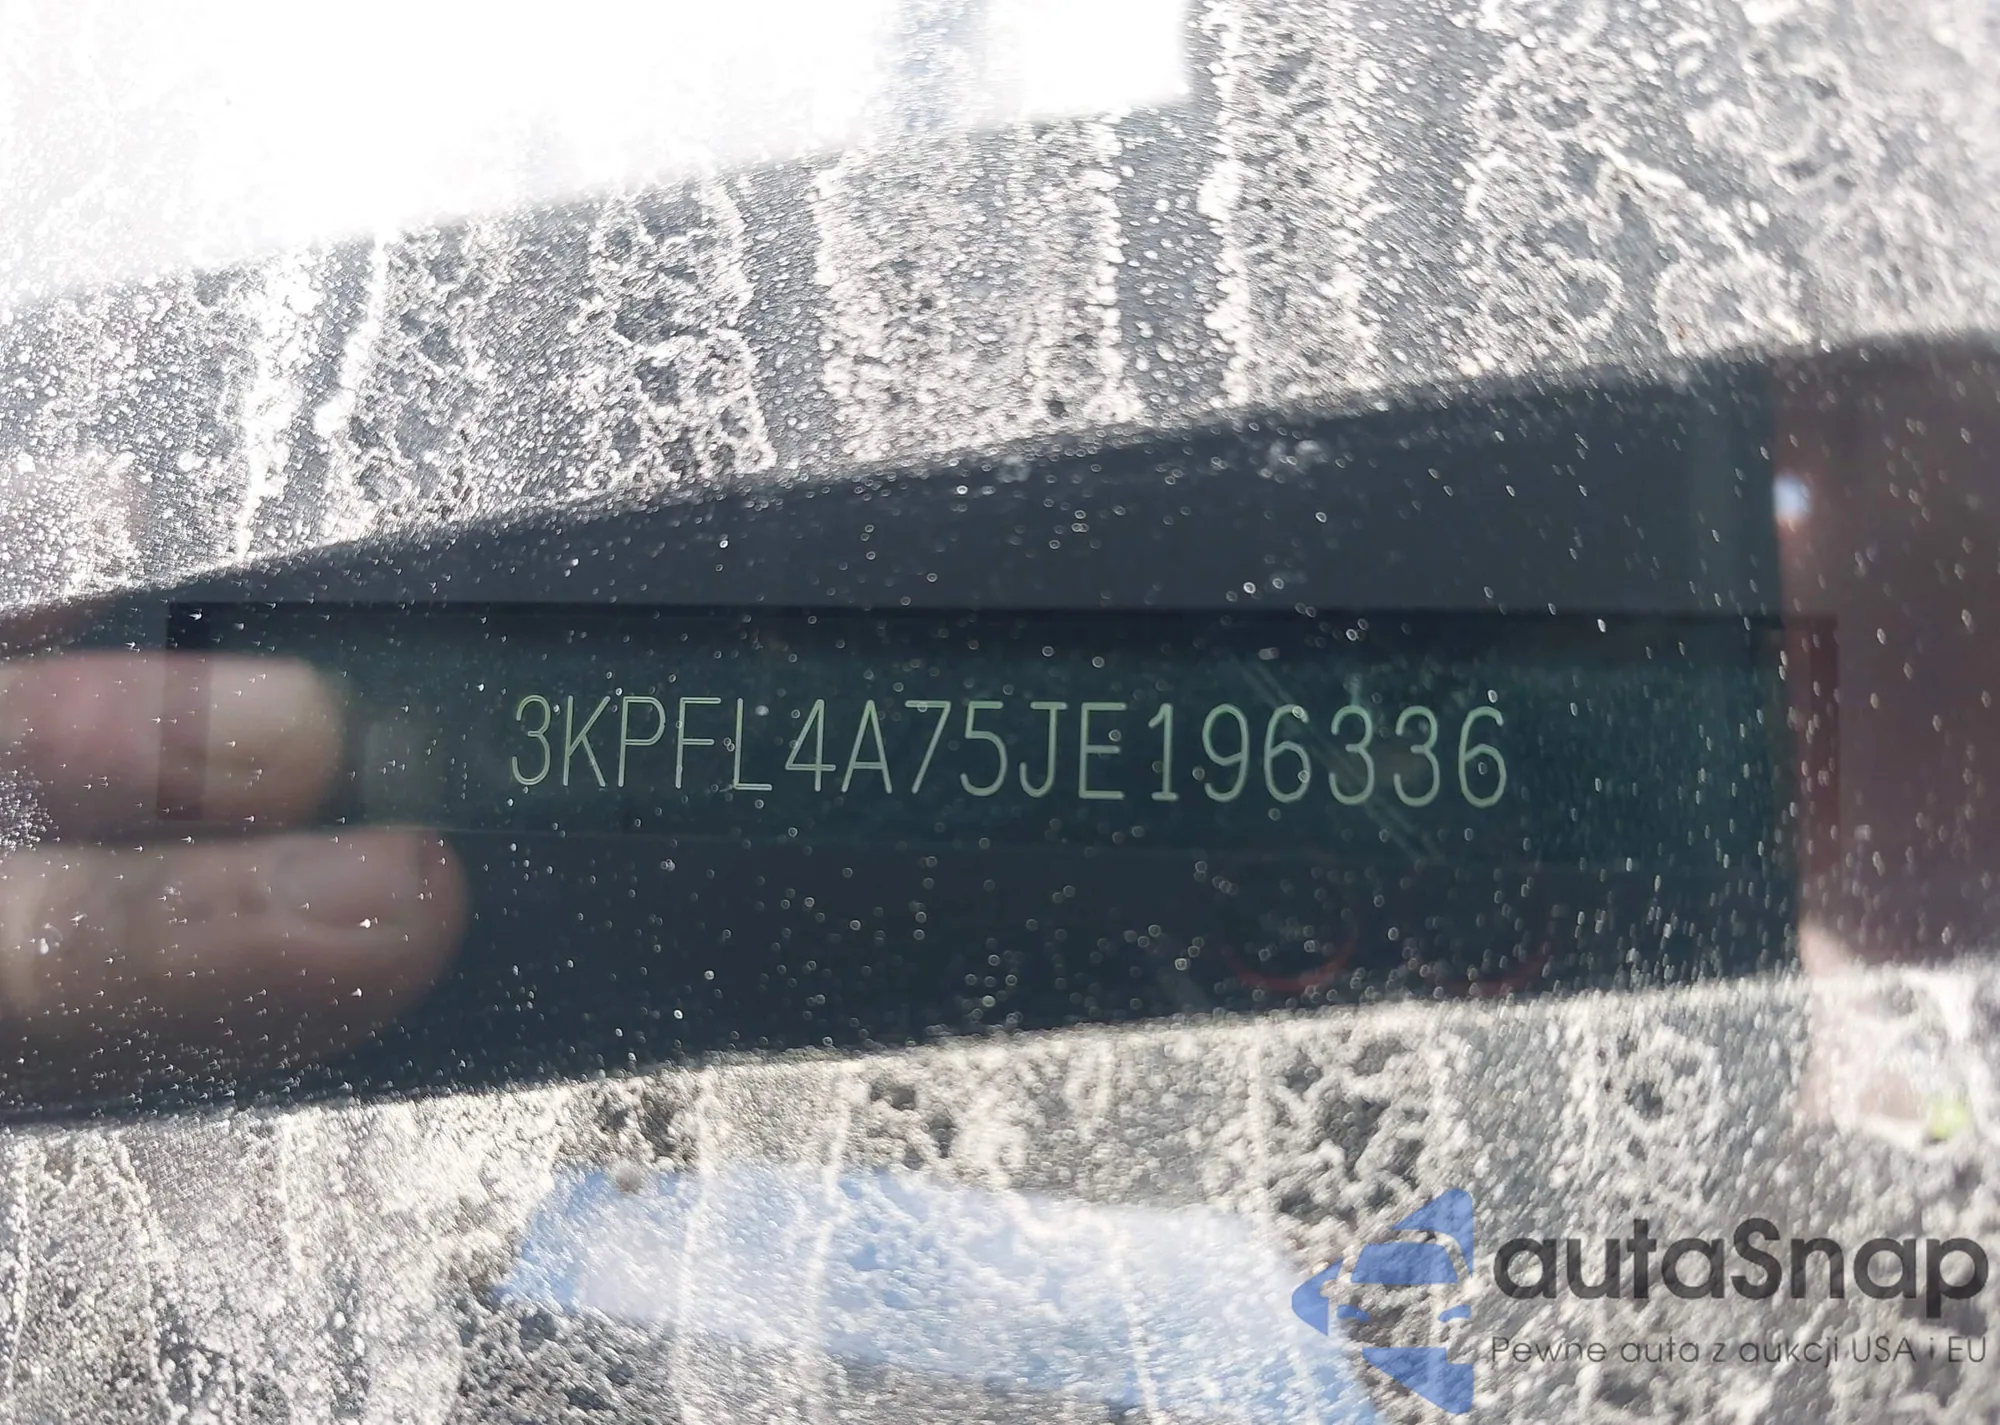 3KPFL4A75JE196336
autaSnap
Pewne auta z aukcji USA i EU